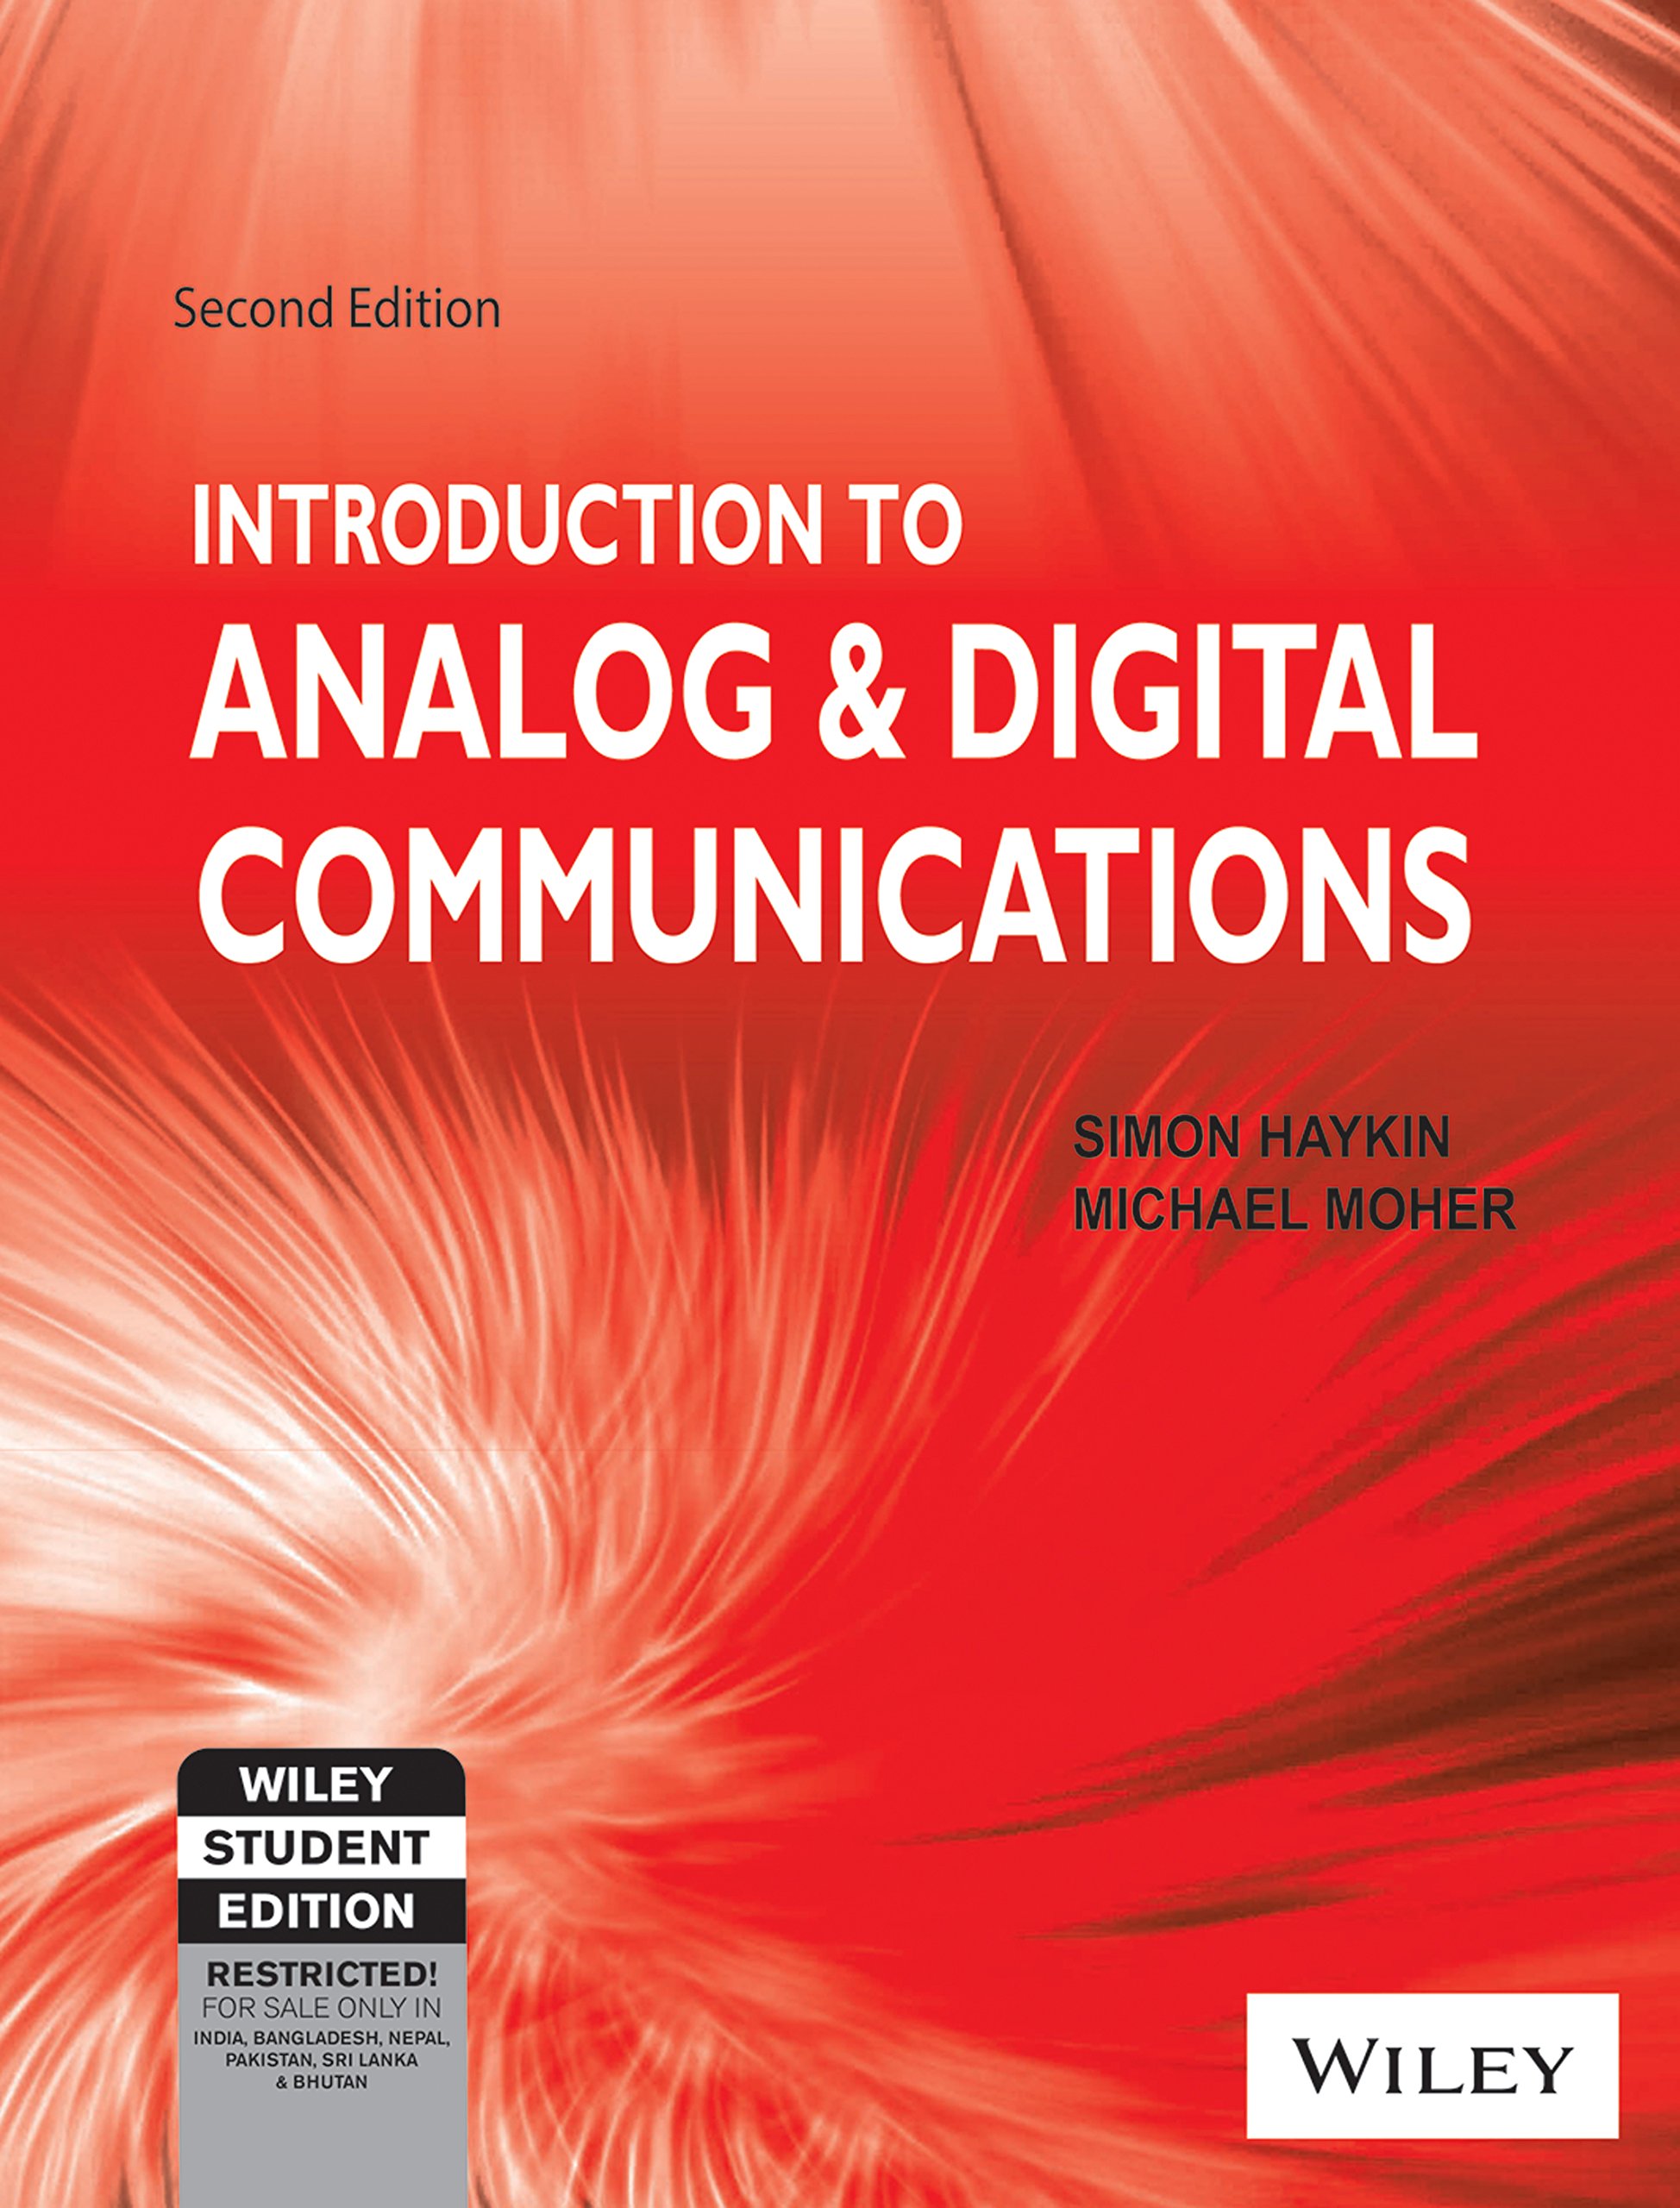 Second Edition
INTRODUCTION TO
ANALOG & DIGITAL
COMMUNICATIONS
SIMON HAYKIN
MICHAEL MOHER
WILEY
STUDENT
EDITION
RESTRICTED!
FOR SALE ONLY IN
INDIA, BANGLADESH, NEPAL,
PAKISTAN, SRI LANKA
& BHUTAN
WILEY